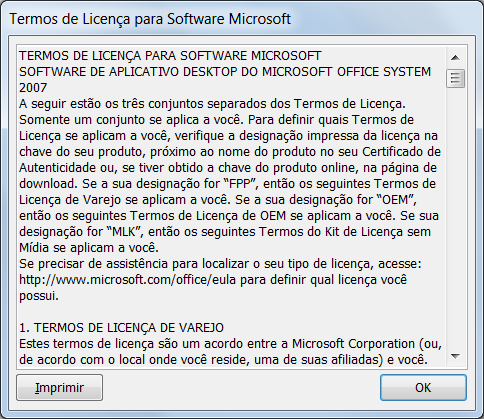 Termos de Licença para Software Microsoft
TERMOS DE LICENÇA PARA SOFTWARE MICROSOFT
SOFTWARE DE APLICATIVO DESKTOP DO MICROSOFT OFFICE SYSTEM
2007
A seguir estão os três conjuntos separados dos Termos de Licença.
Somente um conjunto se aplica a você. Para definir quais Termos de
Licença se aplicam a você, verifique a designação impressa da licença na
chave do seu produto, próximo ao nome do produto no seu Certificado de
Autenticidade ou, se tiver obtido a chave do produto online, na página de
download. Se a sua designação for “FPP”, então os seguintes Termos de
Licença de Varejo se aplicam a você. Se a sua designação for “OEM”,
então os seguintes Termos de Licença de OEM se aplicam a você. Se sua
designação for “MLK”, então os seguintes Termos do Kit de Licença sem
Mídia se aplicam a você.
Se precisar de assistência para localizar o seu tipo de licença, acesse:
http://www.microsoft.com/office/eula para definir qual licença você
possui.
1. TERMOS DE LICENÇA DE VAREJO
Estes termos de licença são um acordo entre a Microsoft Corporation (ou,
de acordo com o local onde você reside, uma de suas afiliadas) e você.
Imprimir
OK